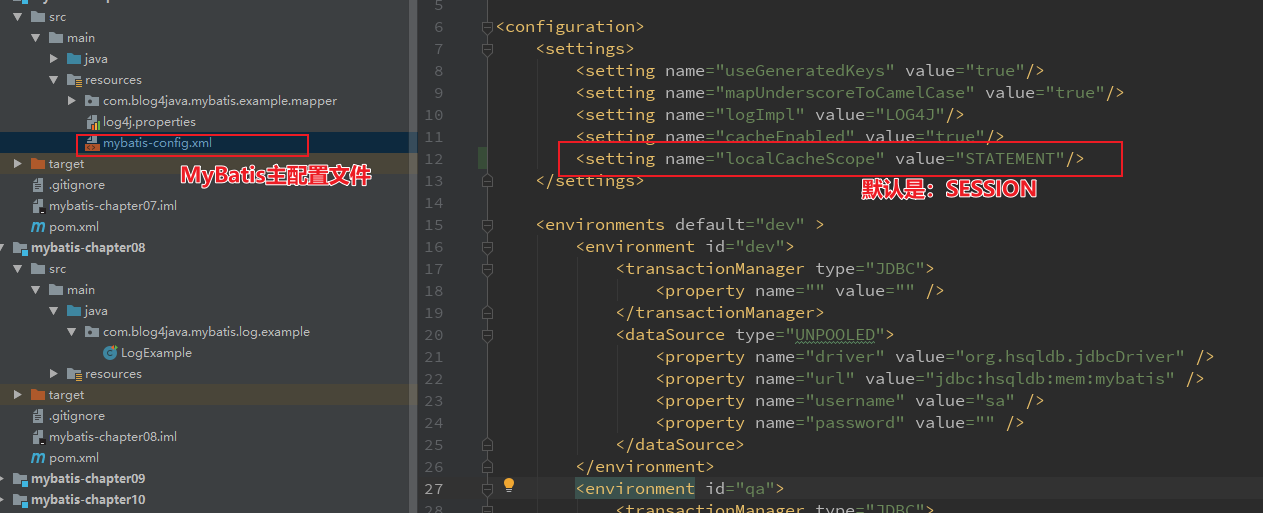 src
main
java
resources
com.blog4java.mybatis.example.mapper
log4j.properties
mybatis-config.xml
target
MyBatis主配置文件
.gitignore
mybatis-chapter07.iml
pom.xml
mybatis-chapter08
src
main
java
com.blog4java.mybatis.log.example
LogExample
resources
target
.gitignore
mybatis-chapter08.iml
pom.xml
mybatis-chapter09
mybatis-chapter10
5
6 <configuration>
7 <settings>
8 <setting name="useGeneratedKeys" value="true"/>
9 <setting name="mapUnderscoreToCamelCase" value="true"/>
10 <setting name="logImpl" value="LOG4J"/>
11 <setting name="cacheEnabled" value="true"/>
12 <setting name="localCacheScope" value="STATEMENT"/>
13 </settings>
默认是：SESSION
14
15 <environments default="dev" >
16 <environment id="dev">
17 <transactionManager type="JDBC">
18 <property name="" value="" />
19 </transactionManager>
20 <dataSource type="UNPOOLED">
21 <property name="driver" value="org.hsqldb.jdbcDriver" />
22 <property name="url" value="jdbc:hsqldb:mem:mybatis" />
23 <property name="username" value="sa" />
24 <property name="password" value="" />
25 </dataSource>
26 </environment>
27 <environment id="qa">
28 <transactionManager type="JDBC">